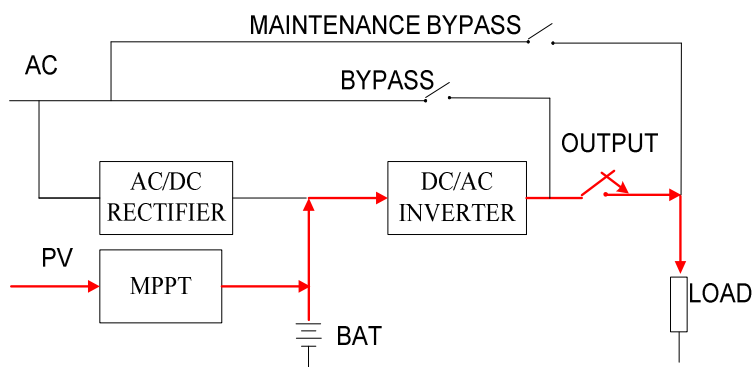 MAINTENANCE BYPASS
AC
BYPASS
OUTPUT
AC/DC
RECTIFIER
DC/AC
INVERTER
PV
MPPT
LOAD
BAT